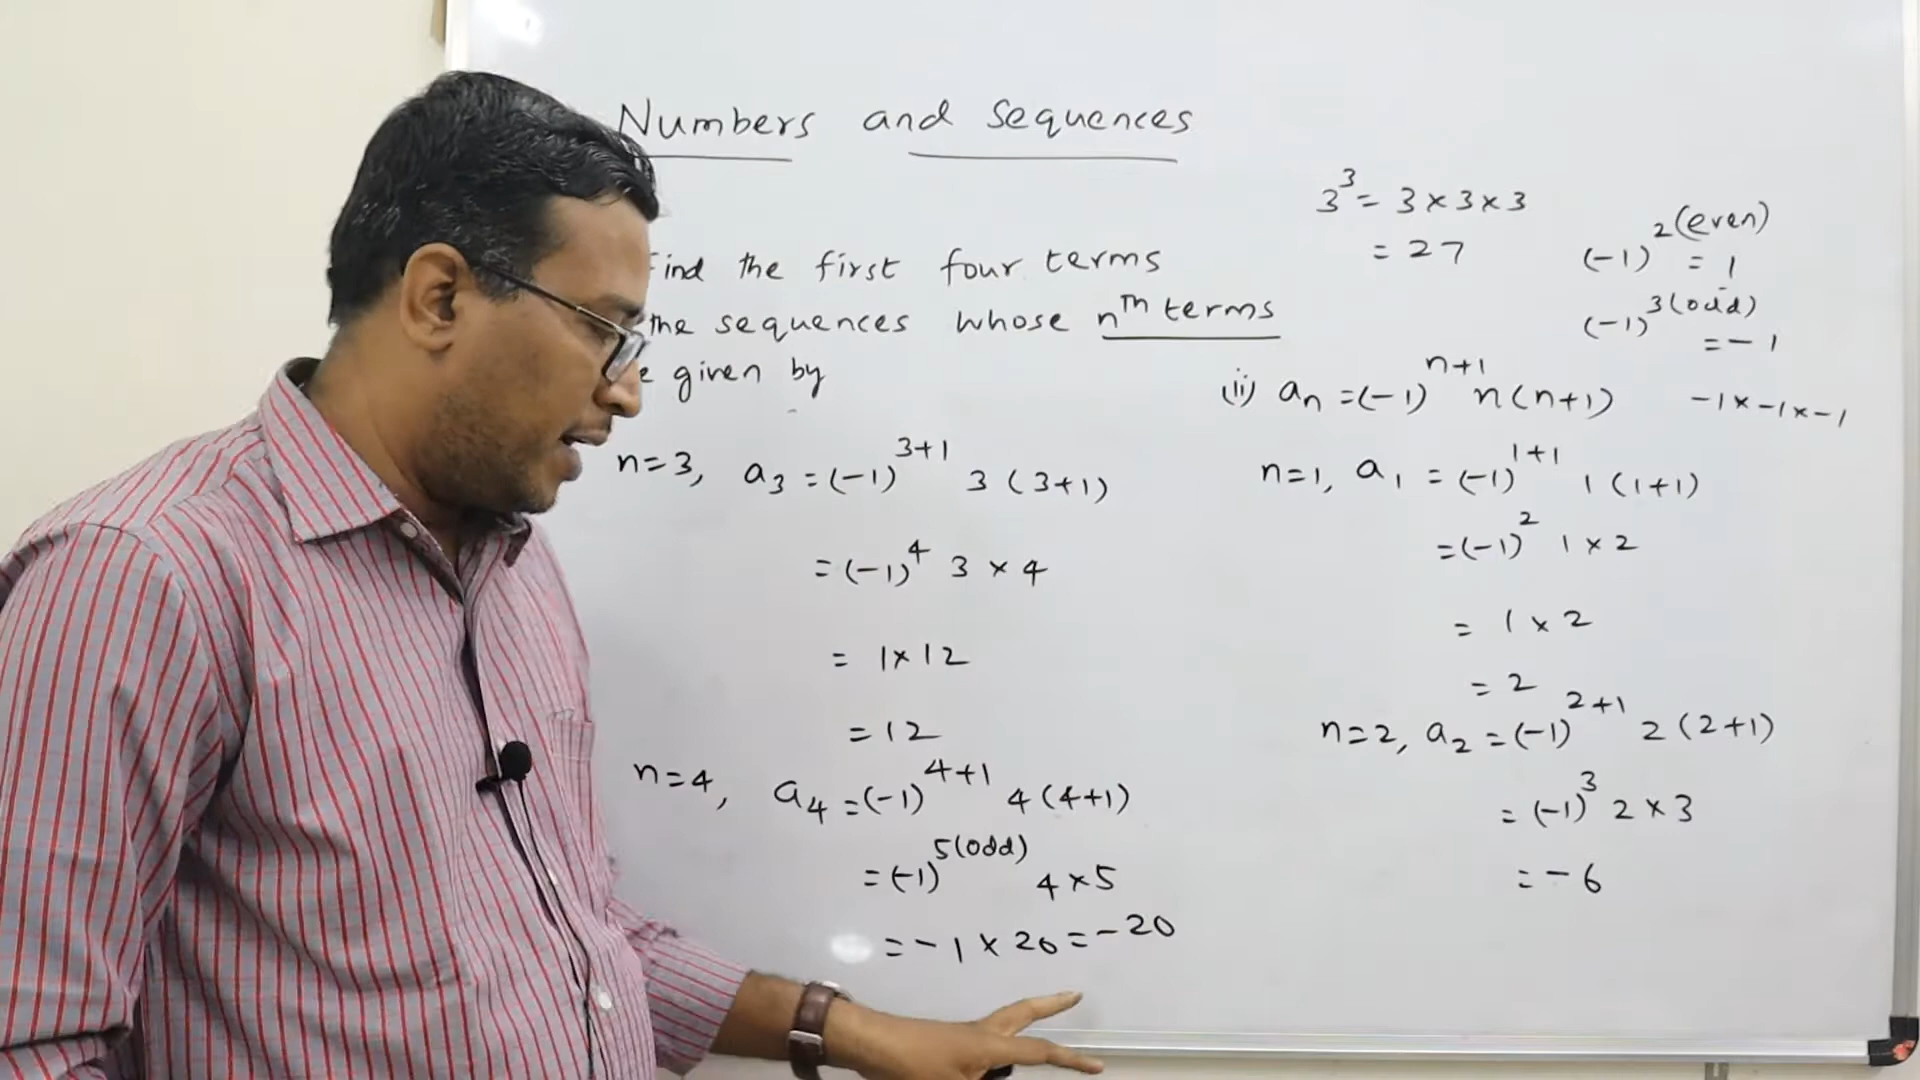 Numbers and Sequences
Find the first four terms
the sequences whose nᵗʰ terms
e given by
3³ = 3 × 3 × 3
= 27
(-1)²⁽ᵉᵛᵉⁿ⁾ = 1
(-1)³⁽ᵒᵈᵈ⁾
= -1
-1 × -1 × -1
(ii) aₙ = (-1)ⁿ⁺¹ n(n+1)
n=1, a₁ = (-1)¹⁺¹ 1(1+1)
= (-1)² 1 × 2
= 1 × 2
= 2
n=2, a₂ = (-1)²⁺¹ 2(2+1)
= (-1)³ 2 × 3
= -6
n=3, a₃ = (-1)³⁺¹ 3(3+1)
= (-1)⁴ 3 × 4
= 1×12
= 12
n=4, a₄ = (-1)⁴⁺¹ 4(4+1)
= (-1)⁵⁽ᵒᵈᵈ⁾ 4×5
= -1 × 20 = -20